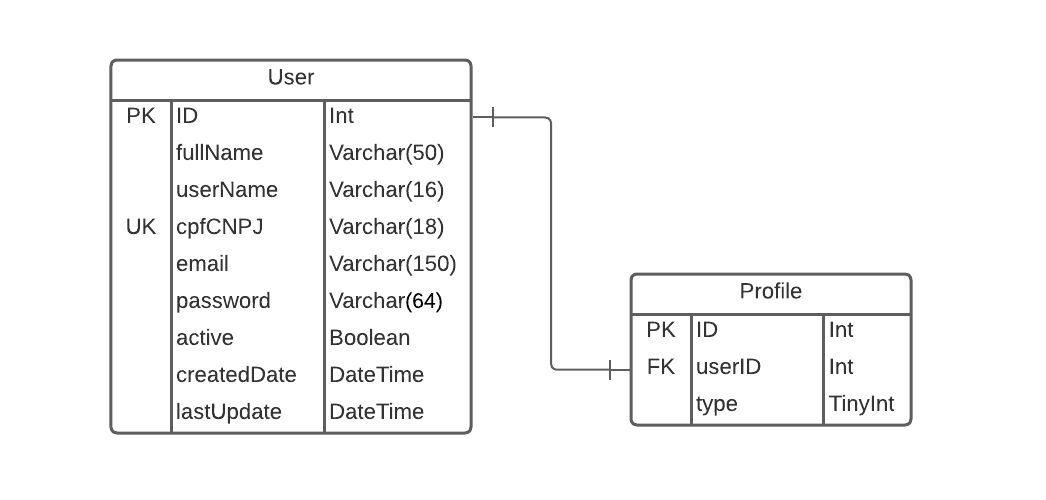 User
PK ID Int
fullName Varchar(50)
userName Varchar(16)
UK cpfCNPJ Varchar(18)
email Varchar(150)
password Varchar(64)
active Boolean
createdDate DateTime
lastUpdate DateTime
Profile
PK ID Int
FK userID Int
type TinyInt